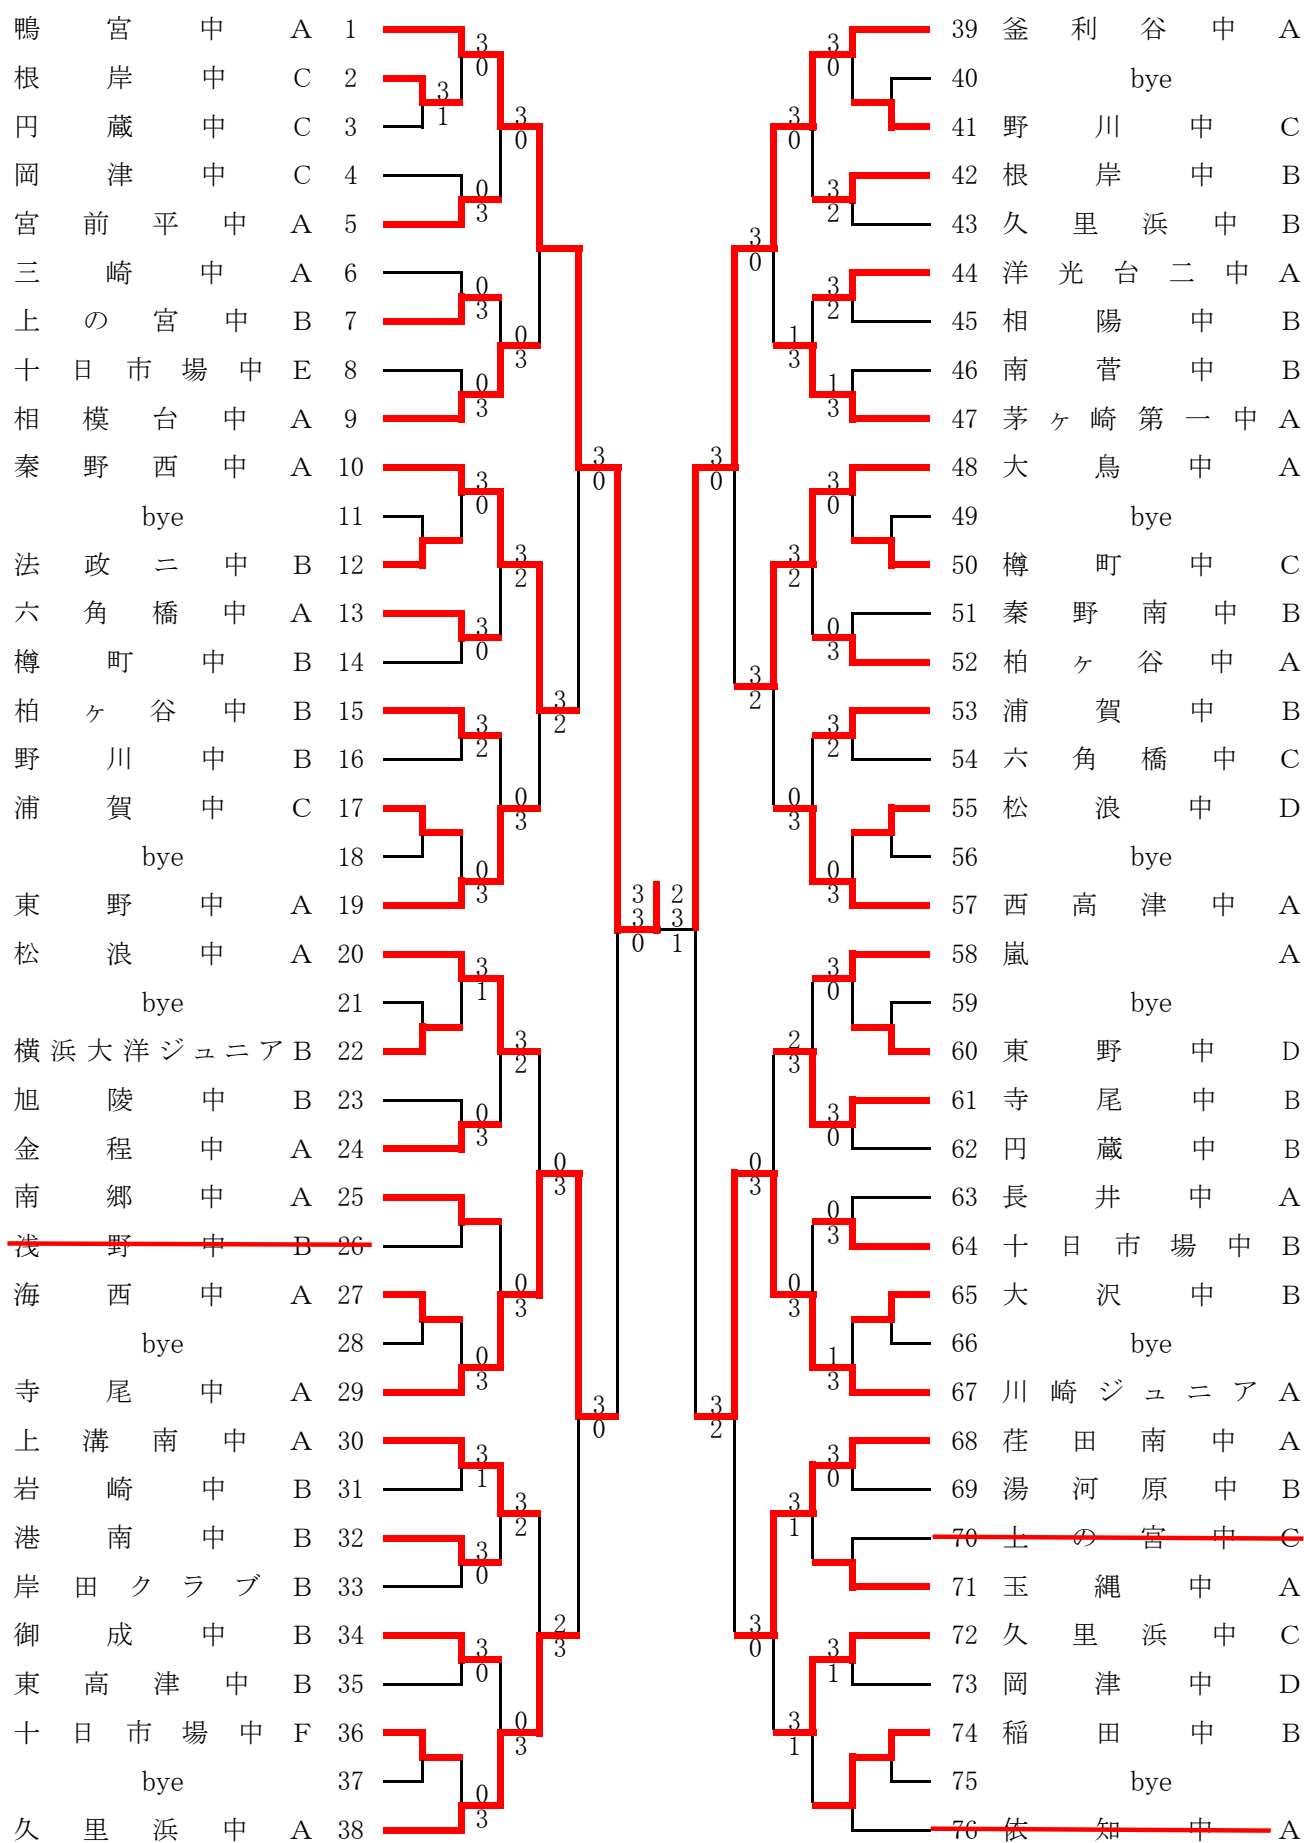 鴨宮中 A 1
根岸中 C 2
円蔵中 C 3
岡津中 C 4
宮前平中 A 5
三崎中 A 6
上の宮中 B 7
十日市場中 E 8
相模台中 A 9
秦野西中 A 10
bye 11
法政二中 B 12
六角橋中 A 13
樽町中 B 14
柏ヶ谷中 B 15
野川中 B 16
浦賀中 C 17
bye 18
東野中 A 19
松浪中 A 20
bye 21
横浜大洋ジュニア B 22
旭陵中 B 23
金程中 A 24
南郷中 A 25
浅野中 B 26
海西中 A 27
bye 28
寺尾中 A 29
上溝南中 A 30
岩崎中 B 31
港南中 B 32
岸田クラブ B 33
御成中 B 34
東高津中 B 35
十日市場中 F 36
bye 37
久里浜中 A 38
3
0
3
1
0
3
0
3
0
3
3
0
3
0
3
2
0
3
3
1
0
3
0
3
3
1
3
0
3
0
0
3
3
0
0
3
3
2
0
3
3
2
0
3
3
2
0
3
3
2
0
3
2
3
3
0
3
0
3 2
3 3
0 1
3
0
3
2
3
0
3
2
0
3
3
0
3
0
1
3
3
2
0
3
2
3
0
3
3
1
3
1
3
0
3
2
3
2
1
3
3
0
0
3
3
2
0
3
3
0
3
0
0
3
1
3
3
0
3
1
39 釜利谷中 A
40 bye
41 野川中 C
42 根岸中 B
43 久里浜中 B
44 洋光台二中 A
45 相陽中 B
46 南菅中 B
47 茅ヶ崎第一中 A
48 大鳥中 A
49 bye
50 樽町中 C
51 秦野南中 B
52 柏ヶ谷中 A
53 浦賀中 B
54 六角橋中 C
55 松浪中 D
56 bye
57 西高津中 A
58 嵐 A
59 bye
60 東野中 D
61 寺尾中 B
62 円蔵中 B
63 長井中 A
64 十日市場中 B
65 大沢中 B
66 bye
67 川崎ジュニア A
68 荏田南中 A
69 湯河原中 B
70 上の宮中 C
71 玉縄中 A
72 久里浜中 C
73 岡津中 D
74 稲田中 B
75 bye
76 依知中 A